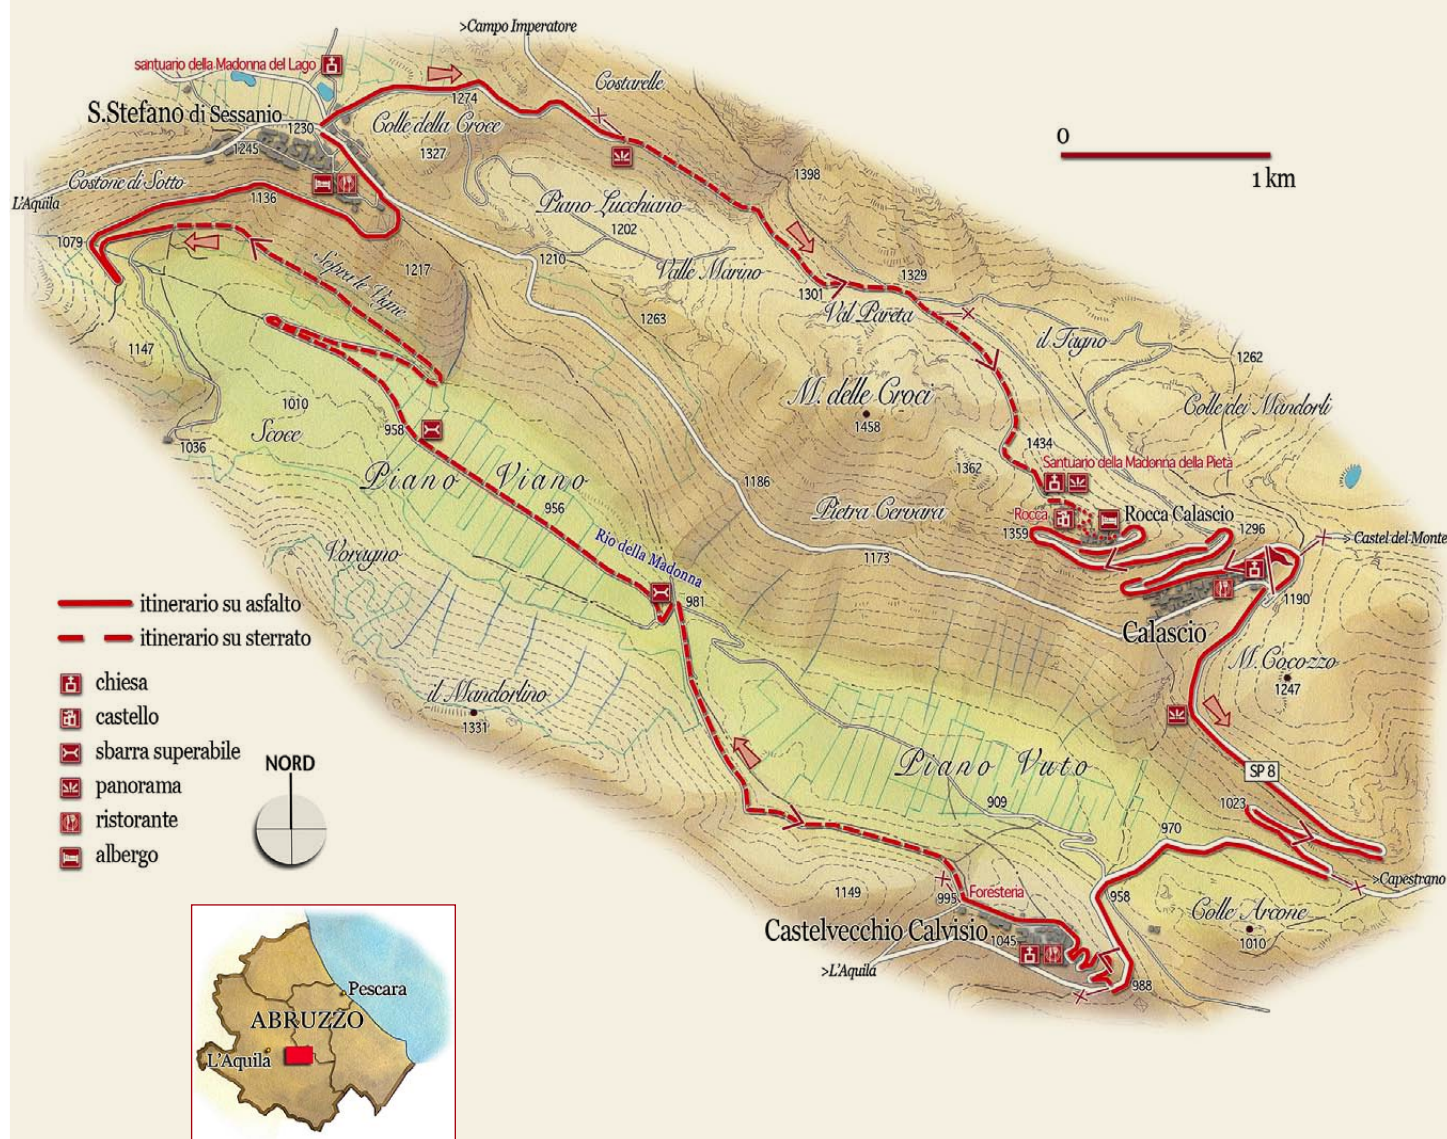 >Campo Imperatore
santuario della Madonna del Lago
Costarelle
1274
S.Stefano di Sessanio
1230
Colle della Croce
1327
1245
0
1 km
1398
Costone di Sotto
1136
L'Aquila
Piano Lucchiano
1202
1079
1217
1210
Valle Marino
1329
Sopra le Vigne
1301
Val Pareta
1263
il Tagno
1262
1147
M. delle Croci
1458
Colle dei Mandorli
1010
Scoce
958
1036
1434
1362
Santuario della Madonna della Pietà
Piano Viano
956
1186
Pietra Cervara
Rocca
Rocca Calascio
1359
1296
> Castel del Monte
Voragno
Rio della Madonna
1173
981
1190
Calascio
itinerario su asfalto
itinerario su sterrato
M. Cocozzo
1247
chiesa
castello
sbarra superabile
panorama
ristorante
albergo
il Mandorlino
1331
NORD
Piano Vuto
909
SP 8
1023
970
1149
995
Foresteria
958
>Capestrano
Colle Arcone
1010
Castelvecchio Calvisio
1045
>L'Aquila
988
Pescara
ABRUZZO
L'Aquila